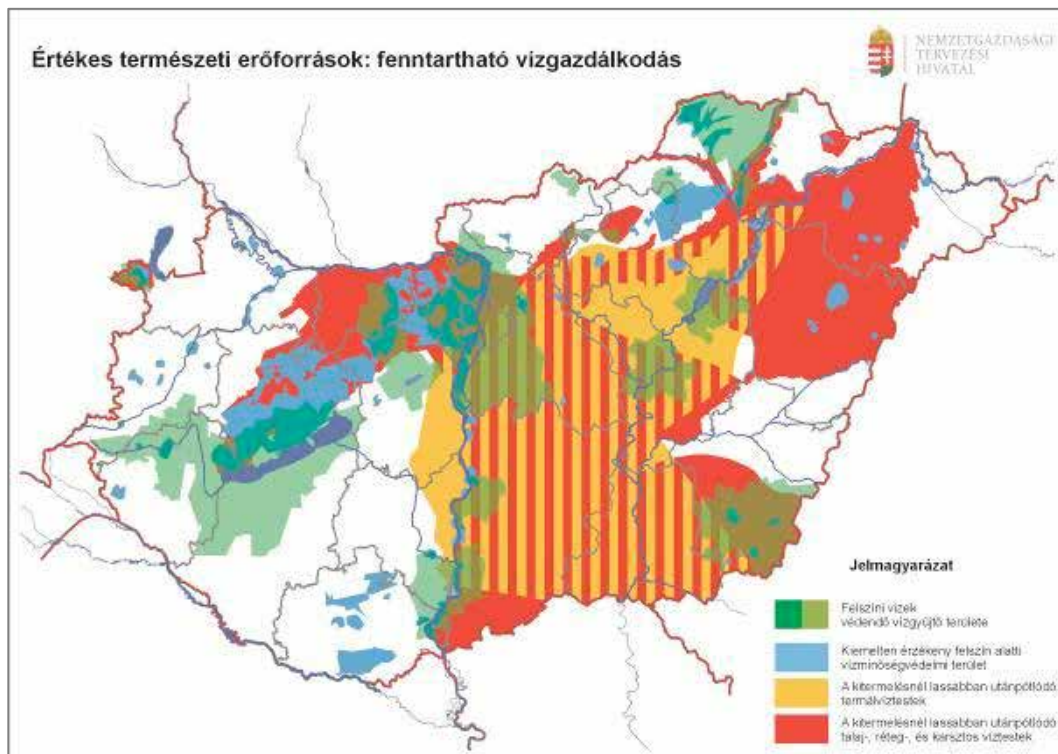 Értékes természeti erőforrások: fenntartható vízgazdálkodás
NEMZETGAZDASÁGI
TERVEZÉSI
HIVATAL
Jelmagyarázat
Felszíni vizek
védendő vízgyűjtő területe
Kiemelten érzékeny felszín alatti
vízminőségvédelmi terület
A kitermelésnél lassabban utánpótlódó
termálvíztestek
A kitermelésnél lassabban utánpótlódó
talaj-, réteg-, és karsztos víztestek